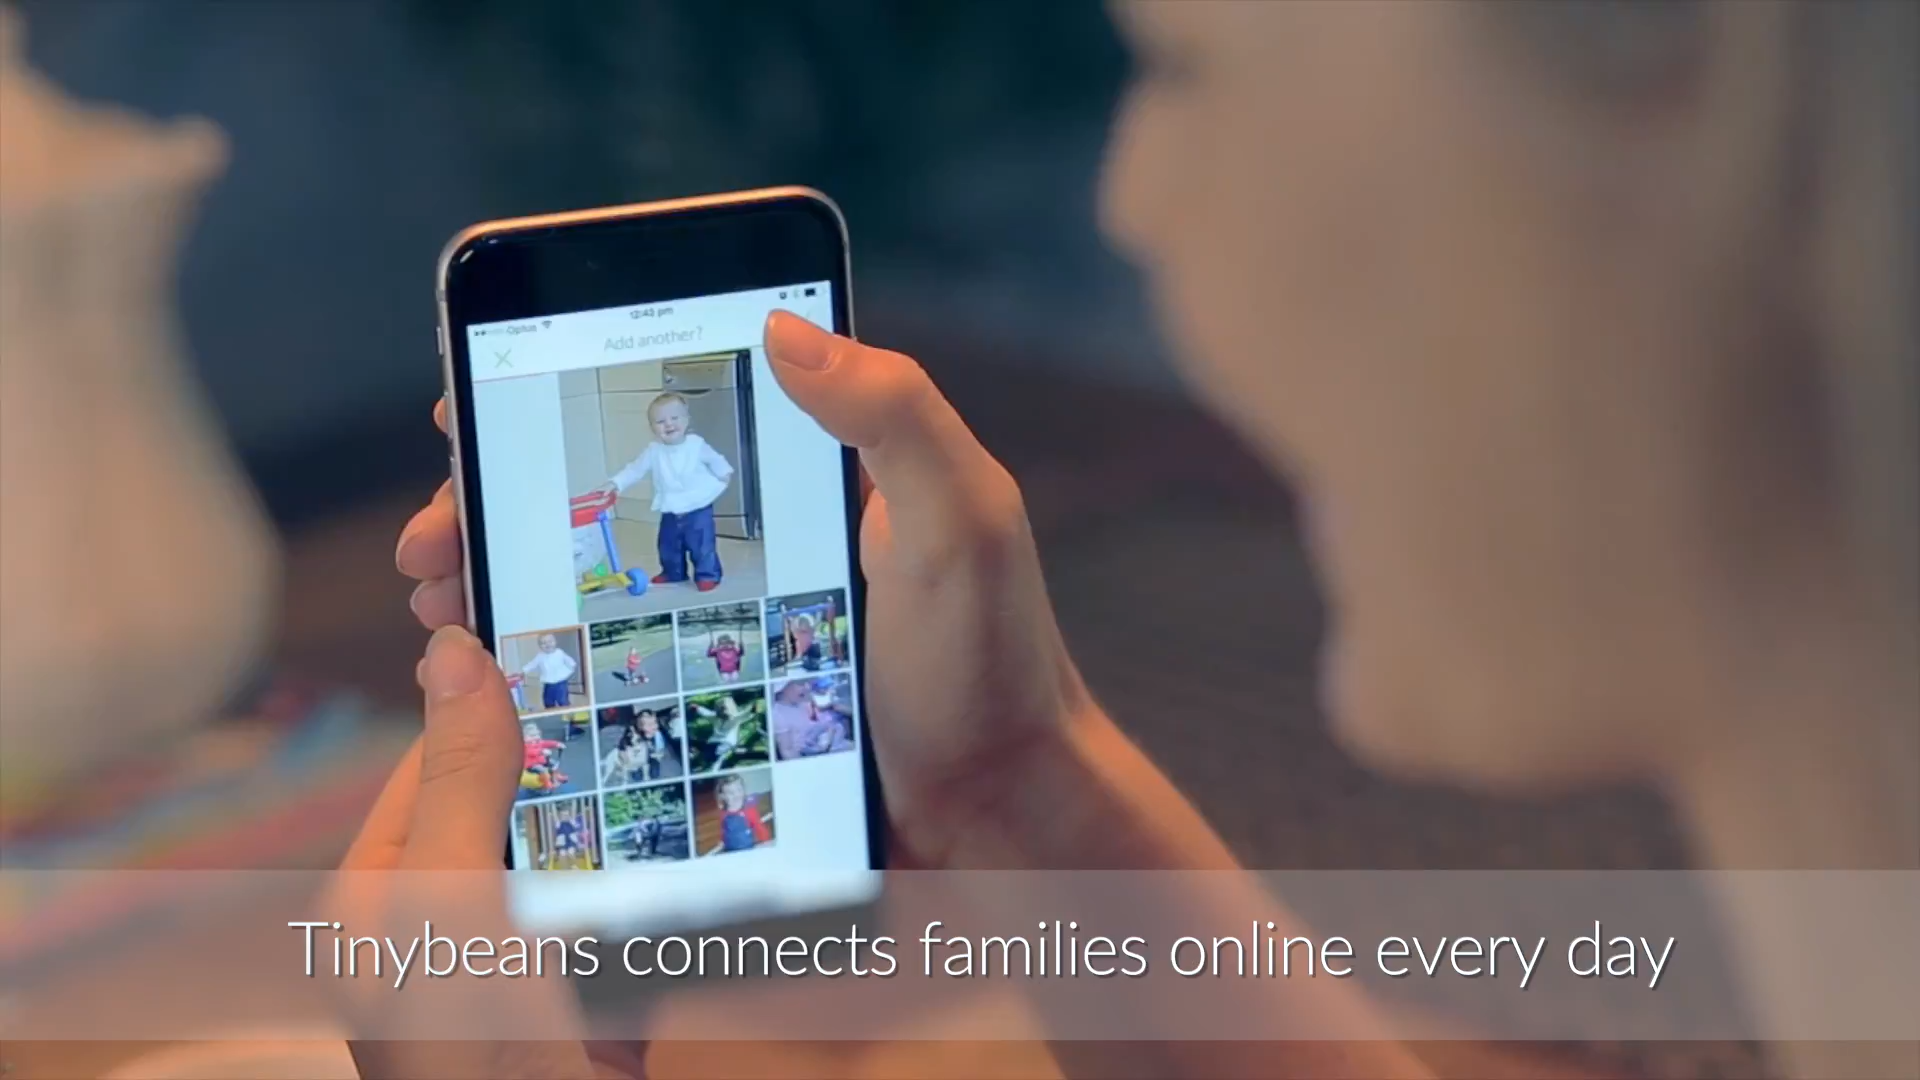 Optus 12:43 pm
Add another?
Tinybeans connects families online every day